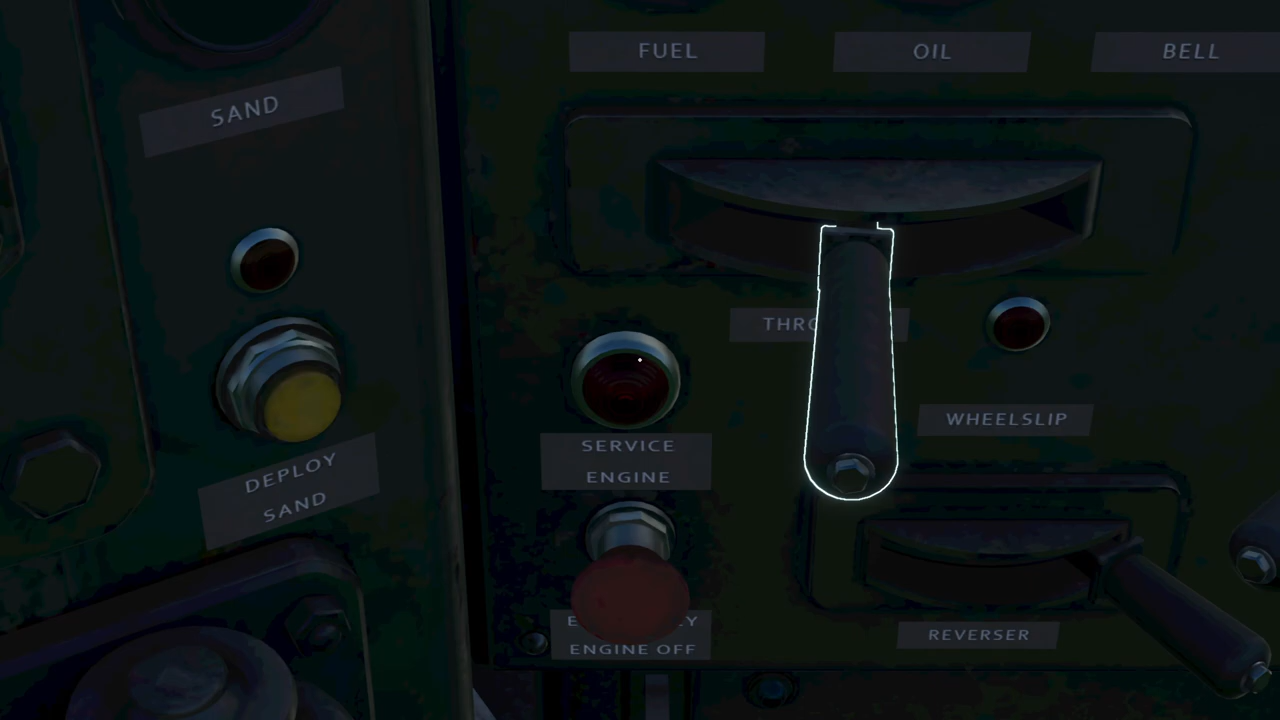 FUEL
OIL
BELL
SAND
WHEELSLIP
SERVICE
ENGINE
DEPLOY
SAND
ENGINE OFF
REVERSER